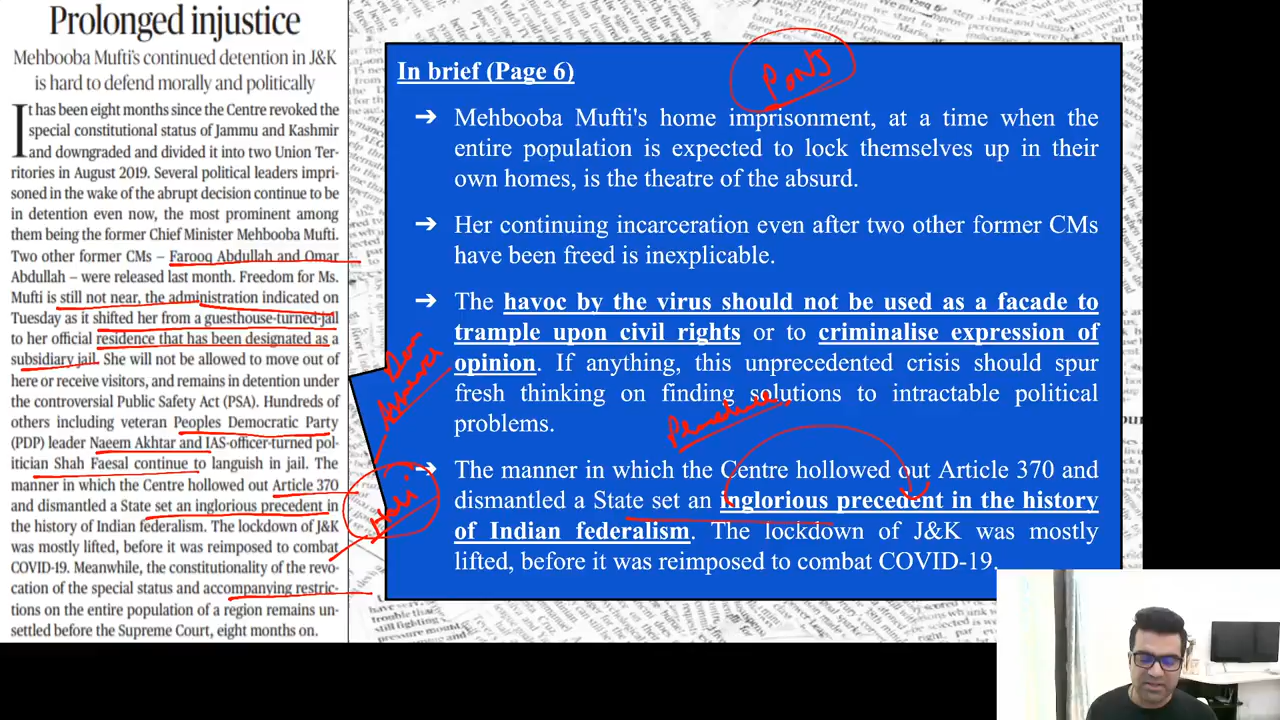 Prolonged injustice
Mehbooba Mufti's continued detention in J&K
is hard to defend morally and politically
It has been eight months since the Centre revoked the
special constitutional status of Jammu and Kashmir
and downgraded and divided it into two Union Ter-
ritories in August 2019. Several political leaders impri-
soned in the wake of the abrupt decision continue to be
in detention even now, the most prominent among
them being the former Chief Minister Mehbooba Mufti.
Two other former CMs – Farooq Abdullah and Omar
Abdullah – were released last month. Freedom for Ms.
Mufti is still not near, the administration indicated on
Tuesday as it shifted her from a guesthouse-turned-jail
to her official residence that has been designated as a
subsidiary jail. She will not be allowed to move out of
here or receive visitors, and remains in detention under
the controversial Public Safety Act (PSA). Hundreds of
others including veteran Peoples Democratic Party
(PDP) leader Naeem Akhtar and IAS-officer-turned pol-
itician Shah Faesal continue to languish in jail. The
manner in which the Centre hollowed out Article 370
and dismantled a State set an inglorious precedent in
the history of Indian federalism. The lockdown of J&K
was mostly lifted, before it was reimposed to combat
COVID-19. Meanwhile, the constitutionality of the revo-
cation of the special status and accompanying restric-
tions on the entire population of a region remains un-
settled before the Supreme Court, eight months on.
In brief (Page 6)
➔ Mehbooba Mufti's home imprisonment, at a time when the
entire population is expected to lock themselves up in their
own homes, is the theatre of the absurd.
➔ Her continuing incarceration even after two other former CMs
have been freed is inexplicable.
➔ The havoc by the virus should not be used as a facade to
trample upon civil rights or to criminalise expression of
opinion. If anything, this unprecedented crisis should spur
fresh thinking on finding solutions to intractable political
problems.
➔ The manner in which the Centre hollowed out Article 370 and
dismantled a State set an inglorious precedent in the history
of Indian federalism. The lockdown of J&K was mostly
lifted, before it was reimposed to combat COVID-19.